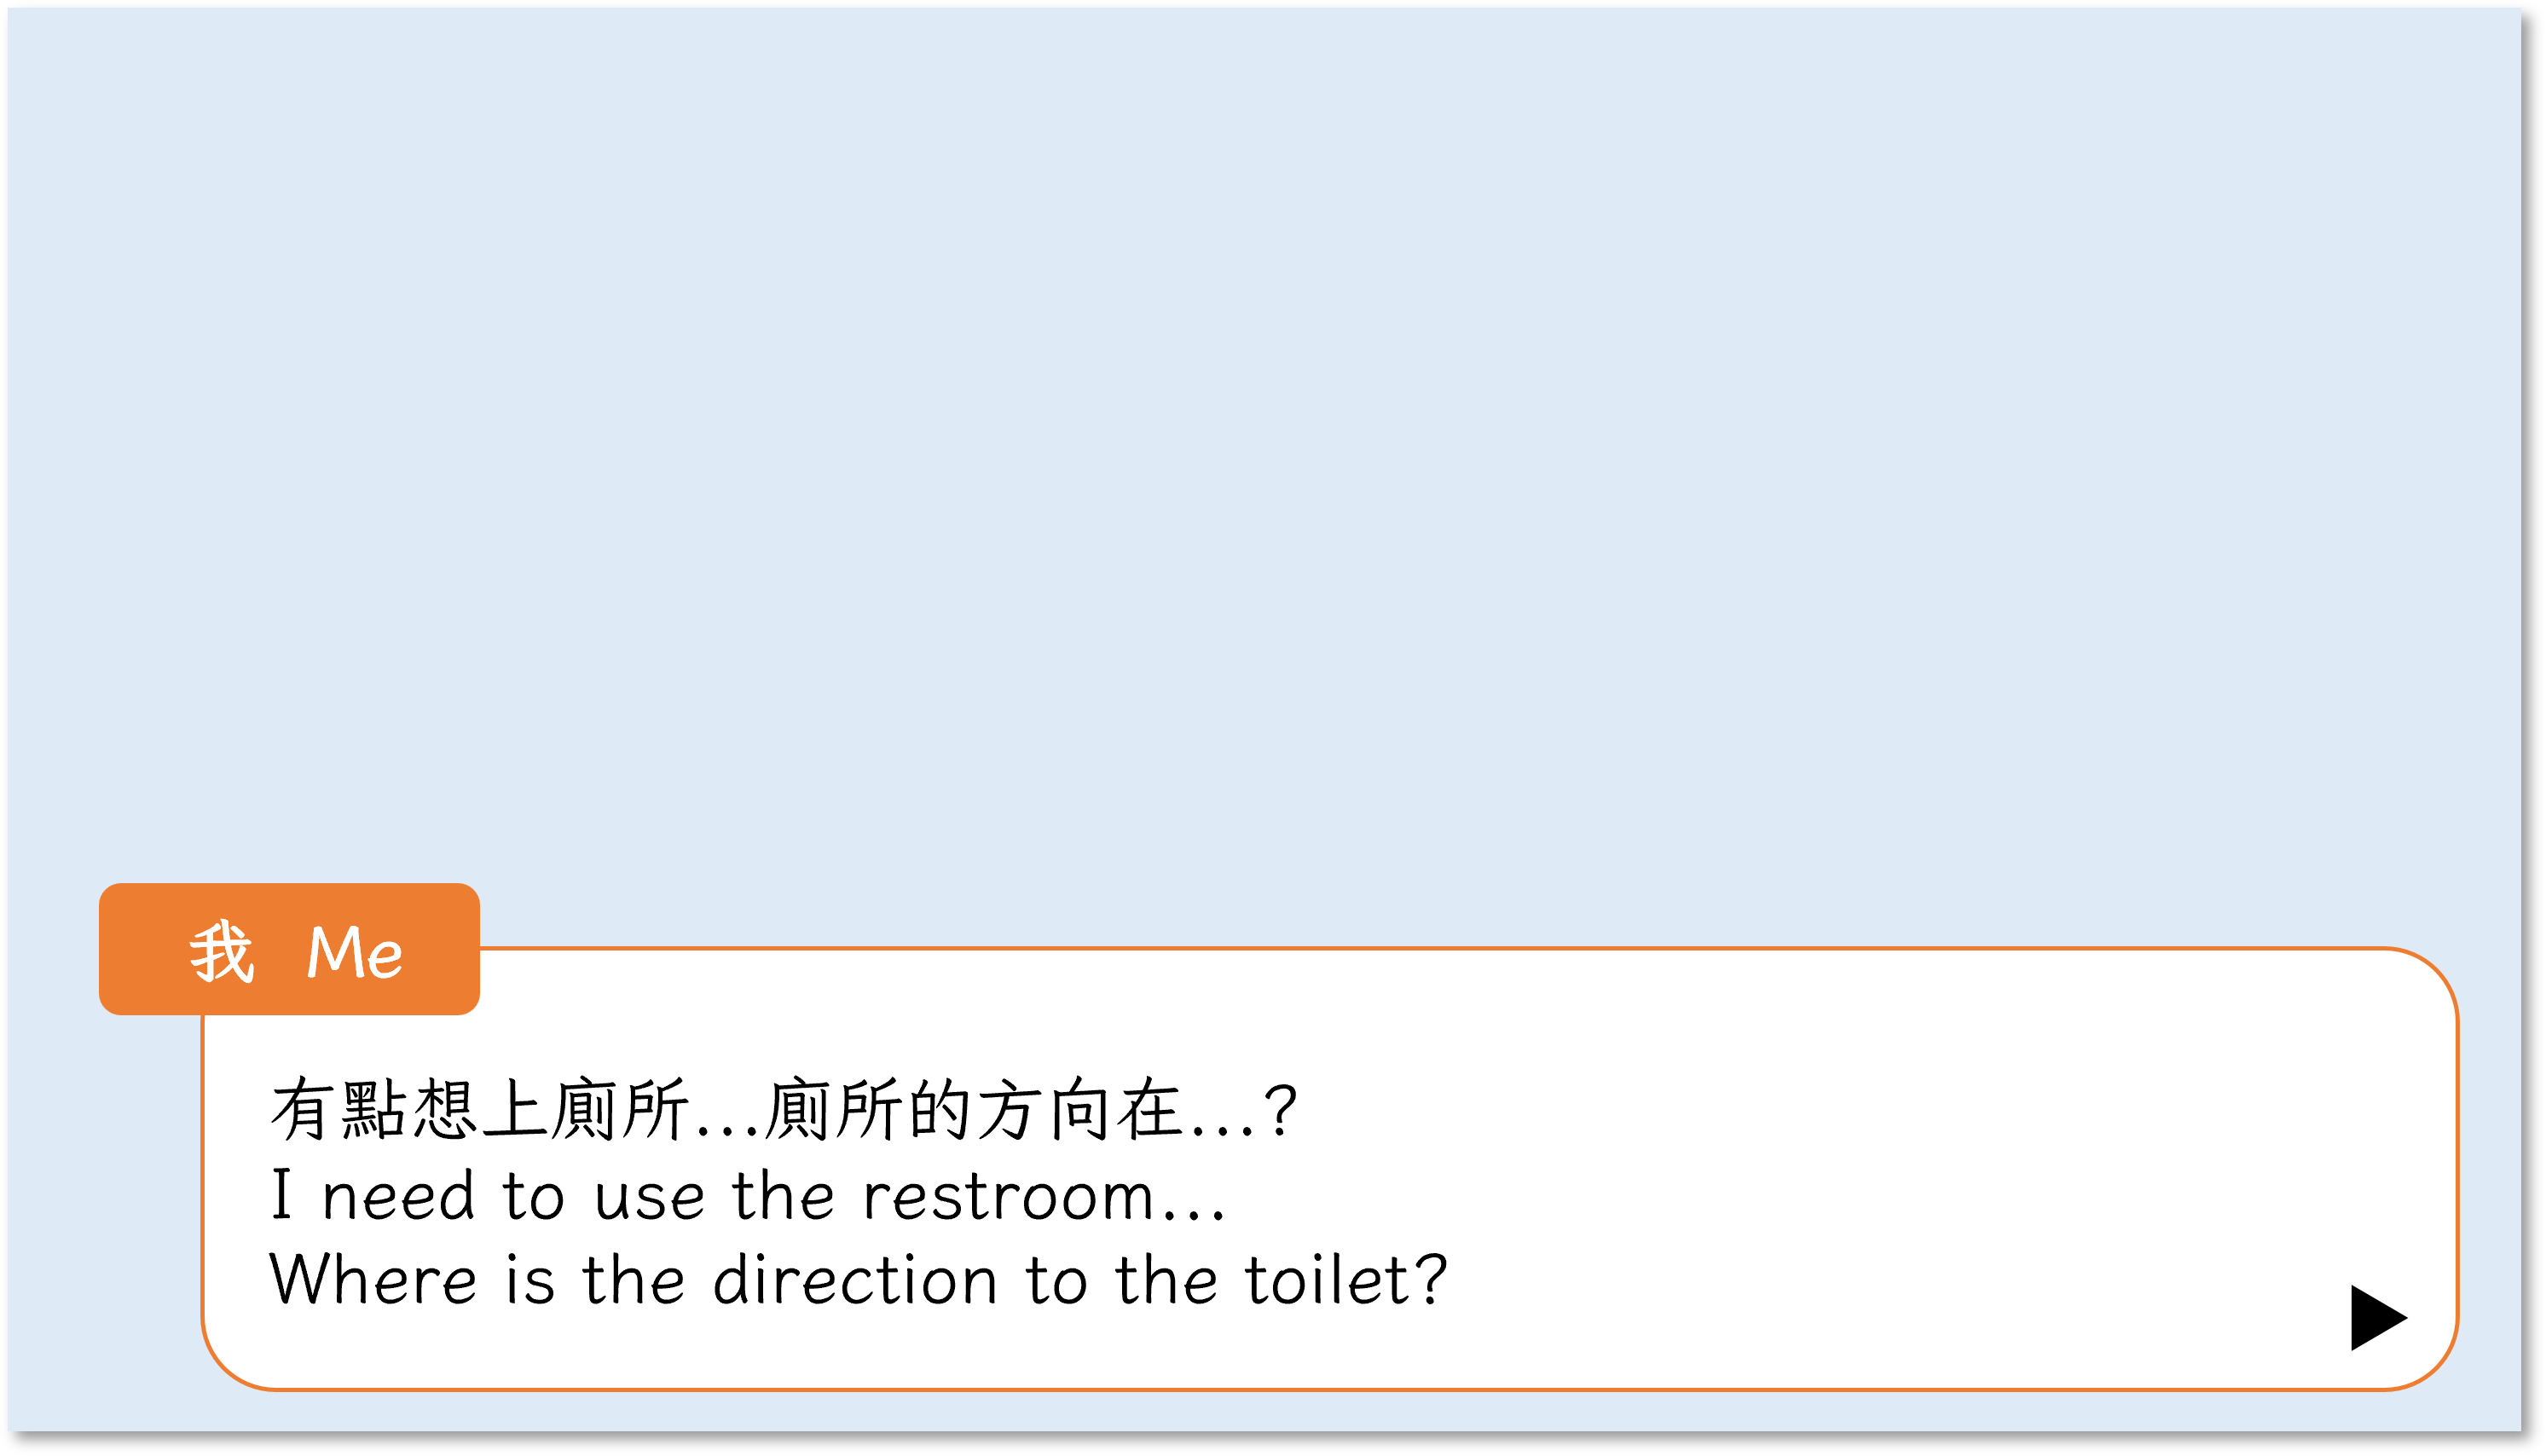 我 Me
有點想上廁所...廁所的方向在...?
I need to use the restroom...
Where is the direction to the toilet?